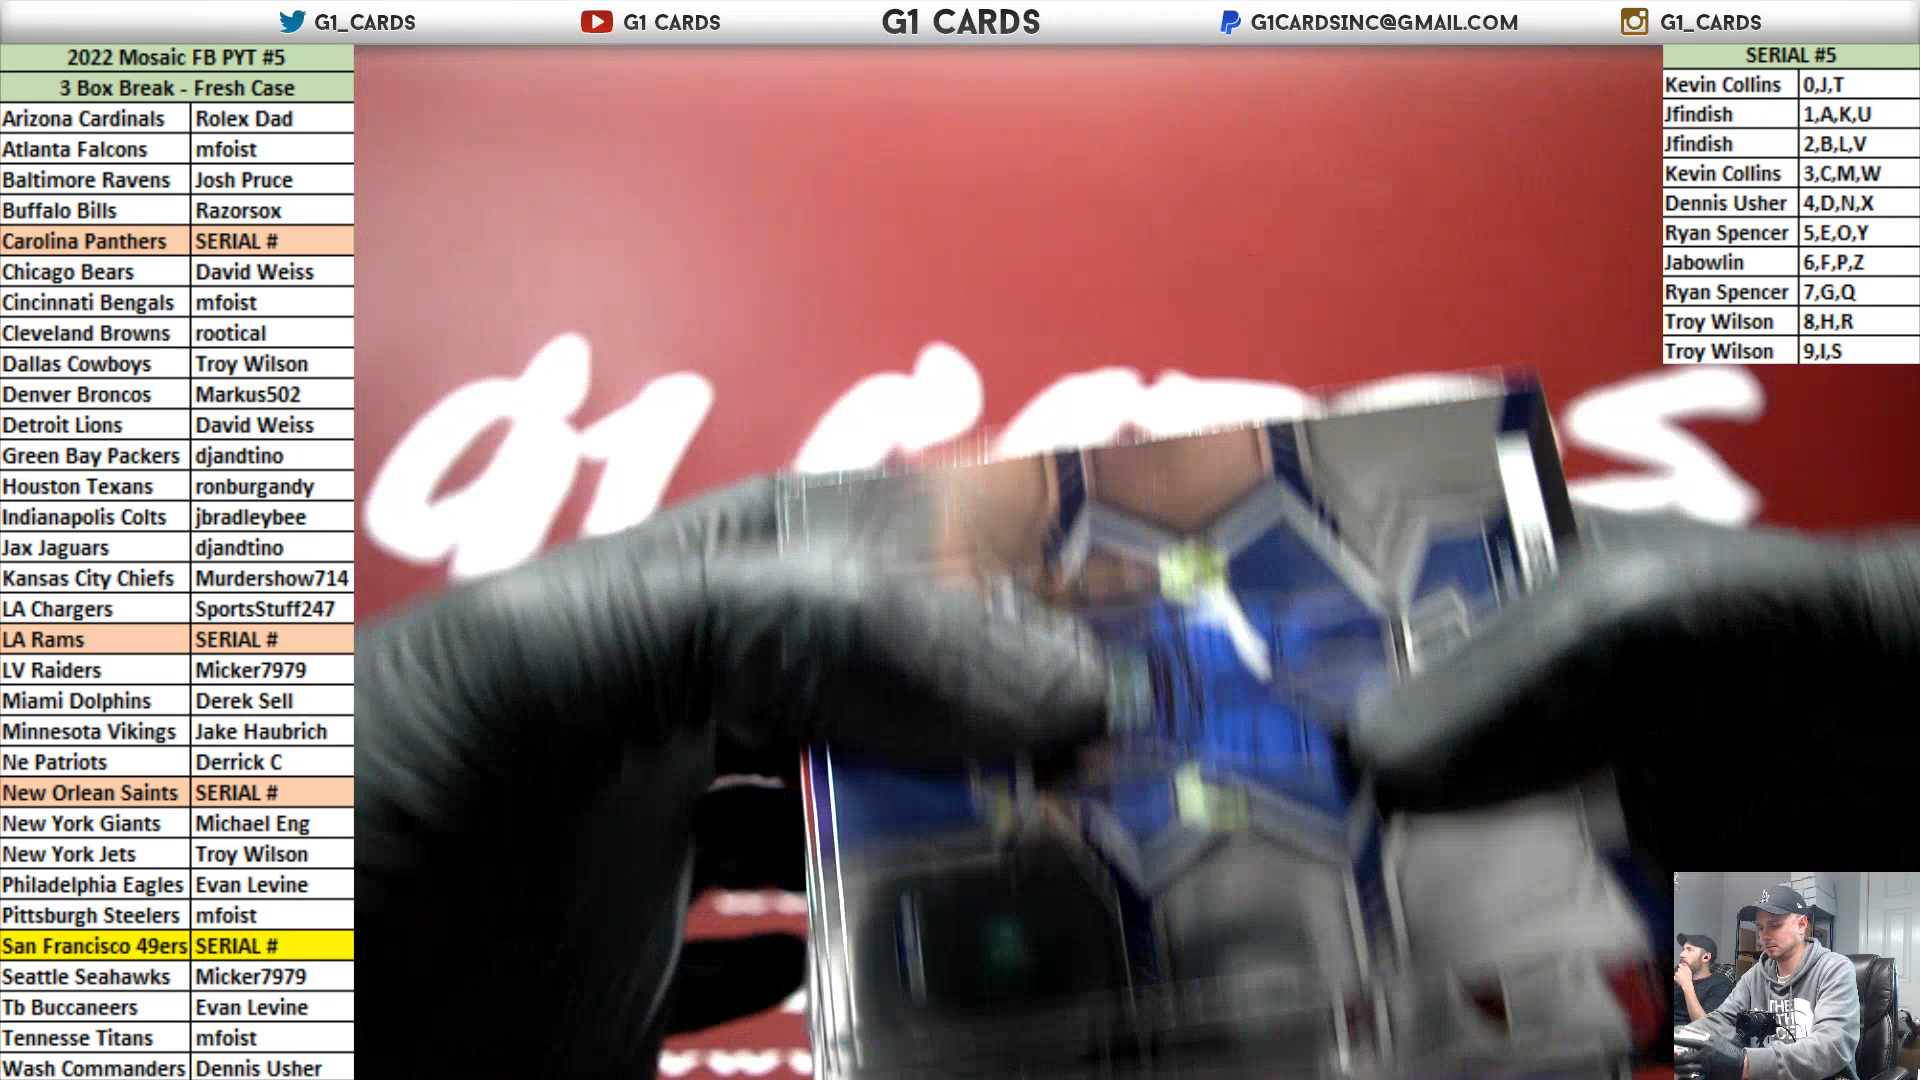 G1_CARDS
G1 CARDS
G1 CARDS
G1CARDSINC@GMAIL.COM
G1_CARDS
2022 Mosaic FB PYT #5
3 Box Break - Fresh Case
Arizona Cardinals Rolex Dad
Atlanta Falcons mfoist
Baltimore Ravens Josh Pruce
Buffalo Bills Razorsox
Carolina Panthers SERIAL #
Chicago Bears David Weiss
Cincinnati Bengals mfoist
Cleveland Browns rootical
Dallas Cowboys Troy Wilson
Denver Broncos Markus502
Detroit Lions David Weiss
Green Bay Packers djandtino
Houston Texans ronburgandy
Indianapolis Colts jbradleybee
Jax Jaguars djandtino
Kansas City Chiefs Murdershow714
LA Chargers SportsStuff247
LA Rams SERIAL #
LV Raiders Micker7979
Miami Dolphins Derek Sell
Minnesota Vikings Jake Haubrich
Ne Patriots Derrick C
New Orlean Saints SERIAL #
New York Giants Michael Eng
New York Jets Troy Wilson
Philadelphia Eagles Evan Levine
Pittsburgh Steelers mfoist
San Francisco 49ers SERIAL #
Seattle Seahawks Micker7979
Tb Buccaneers Evan Levine
Tennesse Titans mfoist
Wash Commanders Dennis Usher
SERIAL #5
Kevin Collins 0,J,T
Jfindish 1,A,K,U
Jfindish 2,B,L,V
Kevin Collins 3,C,M,W
Dennis Usher 4,D,N,X
Ryan Spencer 5,E,O,Y
Jabowlin 6,F,P,Z
Ryan Spencer 7,G,Q
Troy Wilson 8,H,R
Troy Wilson 9,I,S
g1 cards